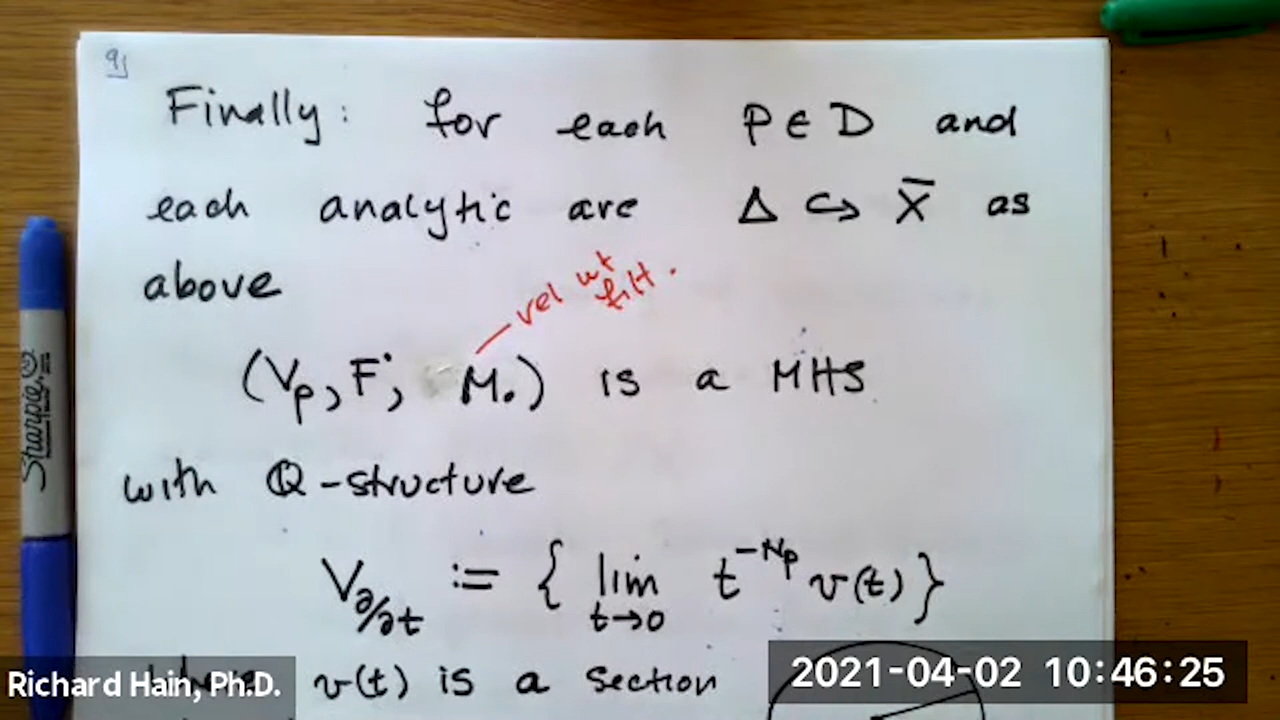 9)
Finally: for each P ∈ D and
each analytic arc Δ ↪ X̄ as
above
rel wt
filt.
(V_p, F^•, M_•) is a MHS
with Q-structure
V_{∂/∂t} := { lim_{t→0} t^{-N_p} v(t) }
v(t) is a section
Sharpie
Richard Hain, Ph.D.
2021-04-02 10:46:25